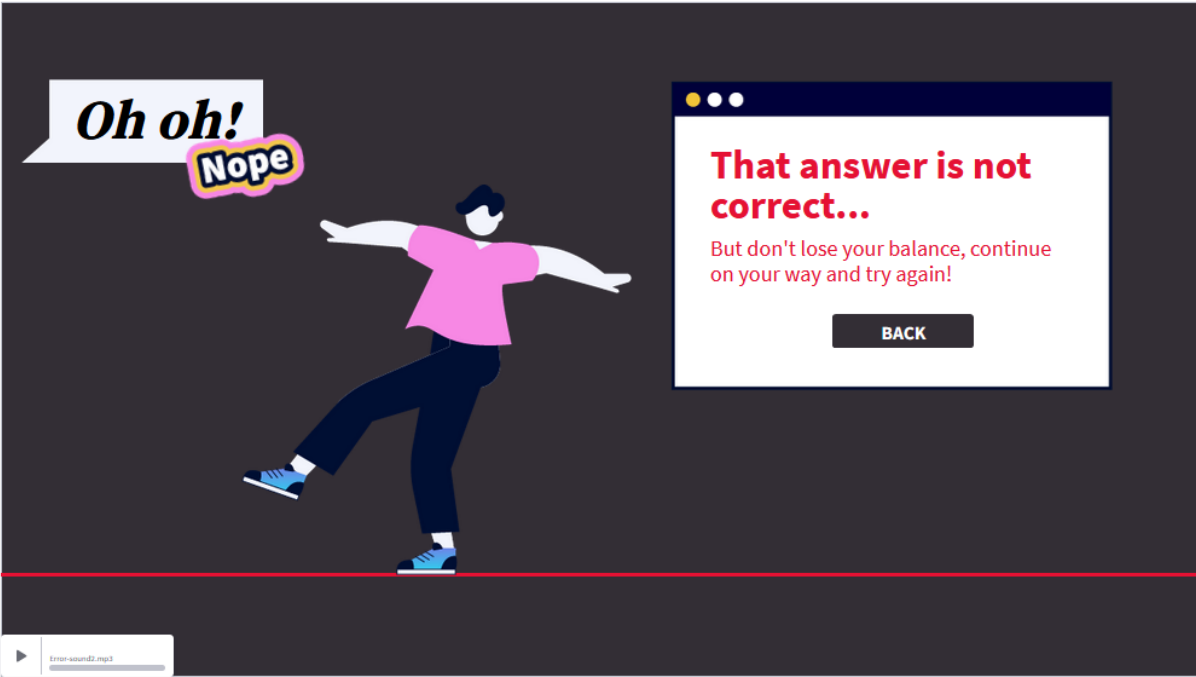 Oh oh!
Nope
That answer is not
correct...
But don't lose your balance, continue
on your way and try again!
BACK
Error-sound2.mp3